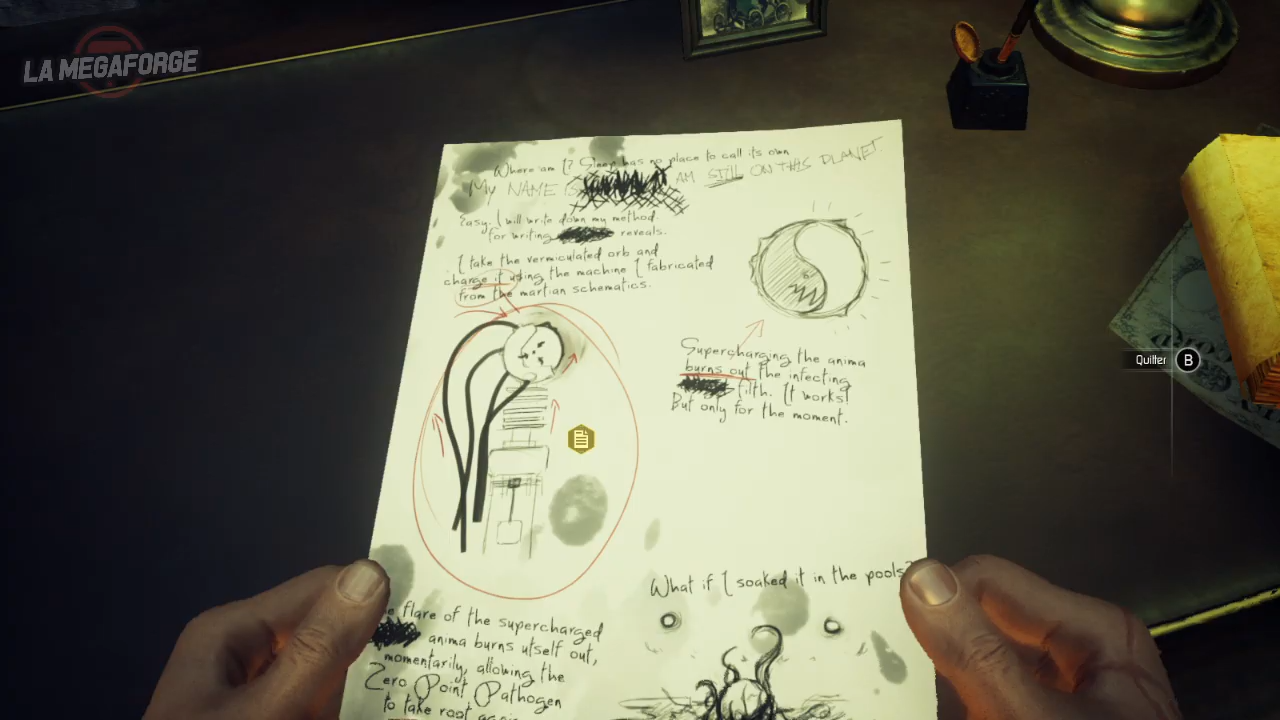 LA MEGAFORGE
Where am I? Sleep has no place to call its own
MY NAME IS AM STILL ON THIS PLANET
Easy. I will write down my method.
for writing reveals.
I take the vermiculated orb and
charge it using the machine I fabricated
from the martian schematics.
Supercharging the anima
burns out the infecting
filth. It works!
But only for the moment.
Quitter B
What if I soaked it in the pools?
flare of the supercharged
anima burns utself out,
momentarily, allowing the
Zero Point Pathogen
to take root again